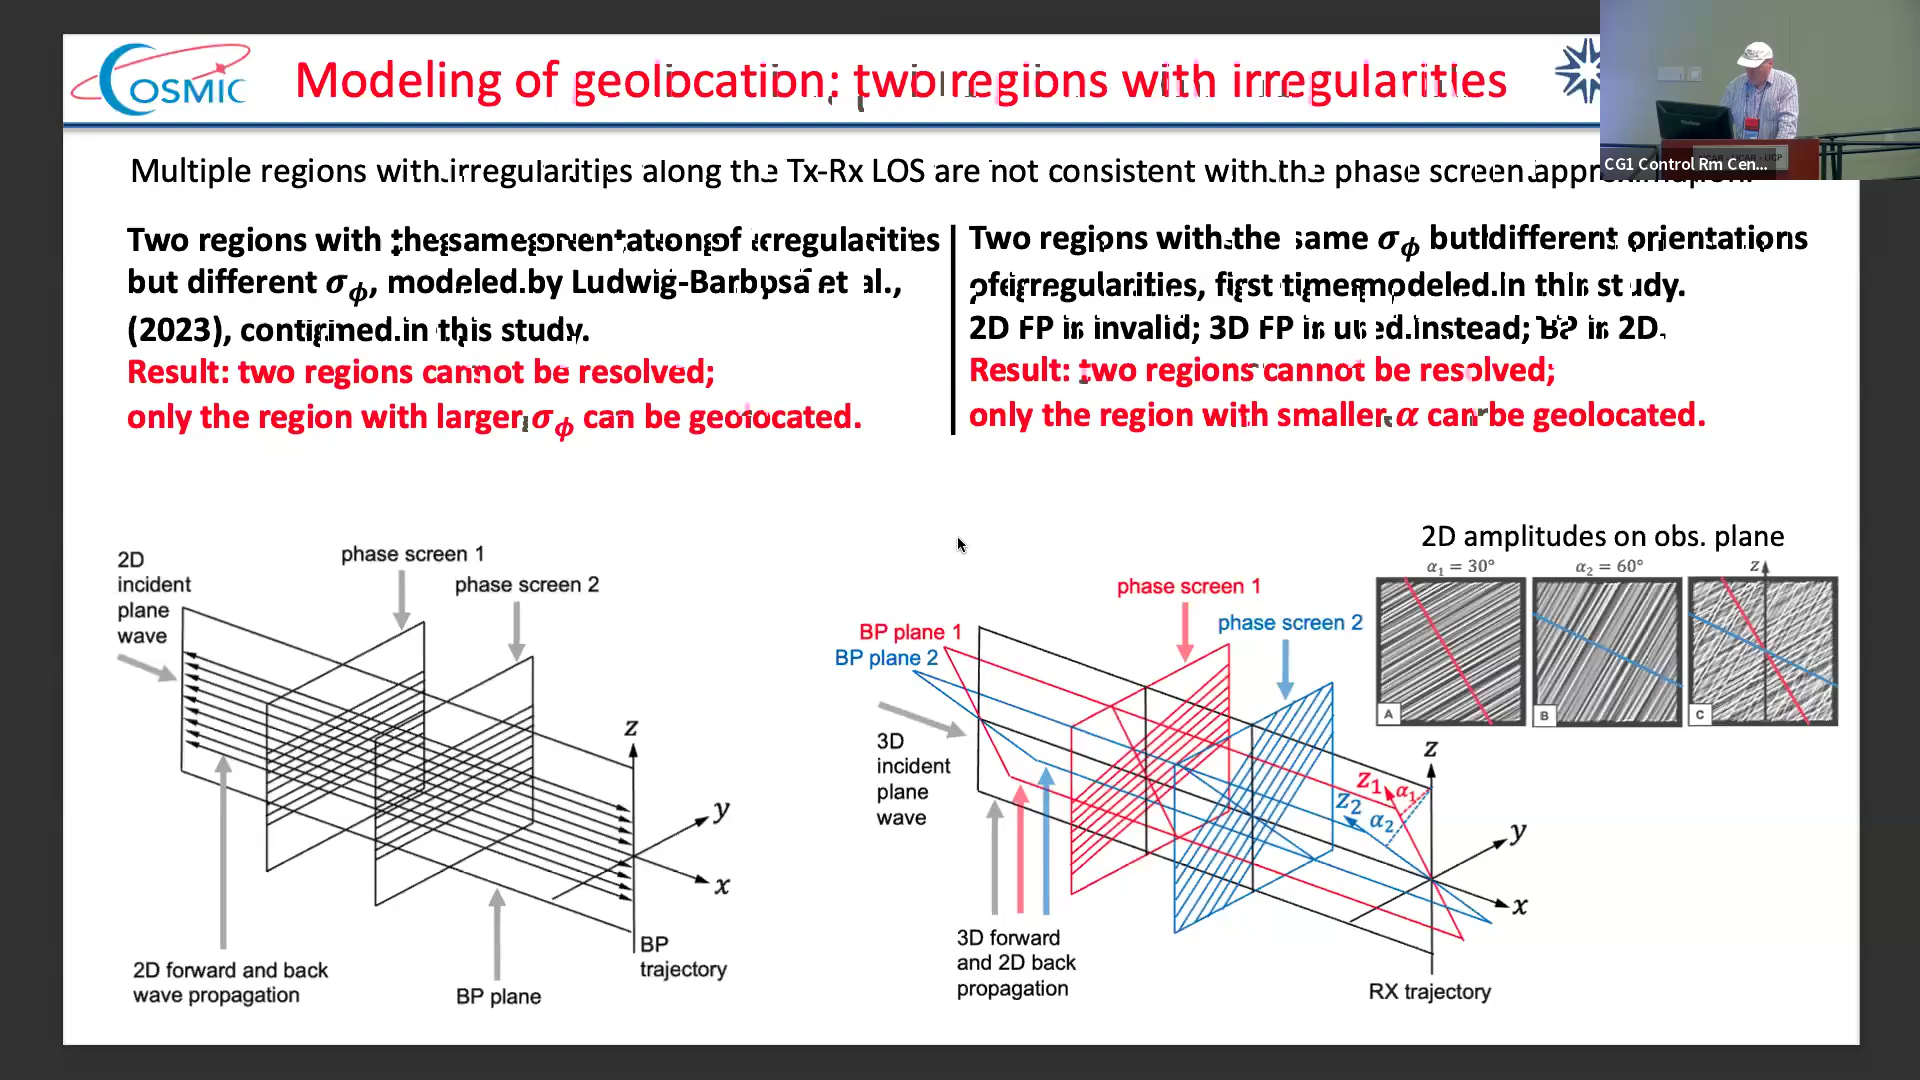 COSMIC
Modeling of geolocation: two regions with irregularities
Multiple regions with irregularities along the Tx-Rx LOS are not consistent with the phase screen approximation.
Two regions with the same orientation of irregularities
but different σϕ, modeled by Ludwig-Barbosa et al.,
(2023), confirmed in this study.
Result: two regions cannot be resolved;
only the region with larger σϕ can be geolocated.
Two regions with the same σϕ but different orientations
of irregularities, first time modeled in this study.
2D FP is invalid; 3D FP is used instead; BP is 2D.
Result: two regions cannot be resolved;
only the region with smaller α can be geolocated.
CG1 Control Rm Cen...
2D
incident
plane
wave
phase screen 1
phase screen 2
z
y
x
BP
trajectory
2D forward and back
wave propagation
BP plane
phase screen 1
phase screen 2
BP plane 1
BP plane 2
3D
incident
plane
wave
3D forward
and 2D back
propagation
z
z1
α1
z2
α2
y
x
RX trajectory
2D amplitudes on obs. plane
α1 = 30°
α2 = 60°
z
A
B
C